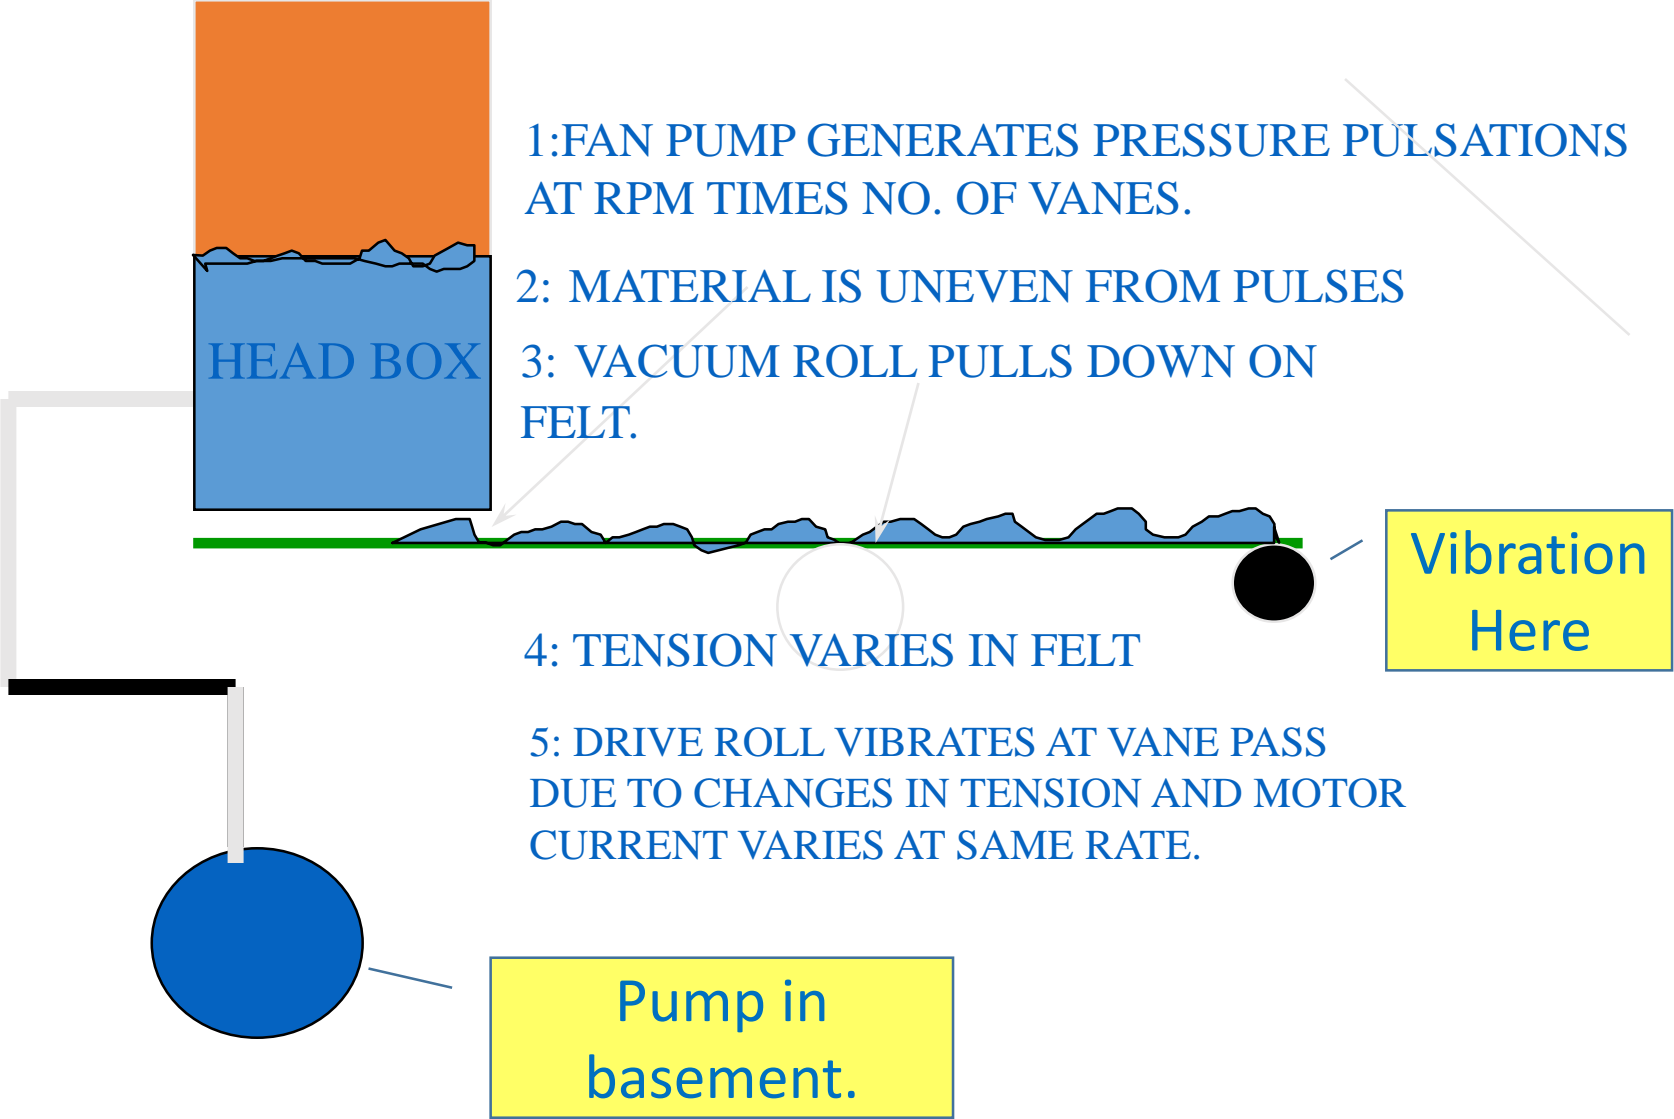 1:FAN PUMP GENERATES PRESSURE PULSATIONS
AT RPM TIMES NO. OF VANES.
2: MATERIAL IS UNEVEN FROM PULSES
HEAD BOX
3: VACUUM ROLL PULLS DOWN ON
FELT.
Vibration
Here
4: TENSION VARIES IN FELT
5: DRIVE ROLL VIBRATES AT VANE PASS
DUE TO CHANGES IN TENSION AND MOTOR
CURRENT VARIES AT SAME RATE.
Pump in
basement.